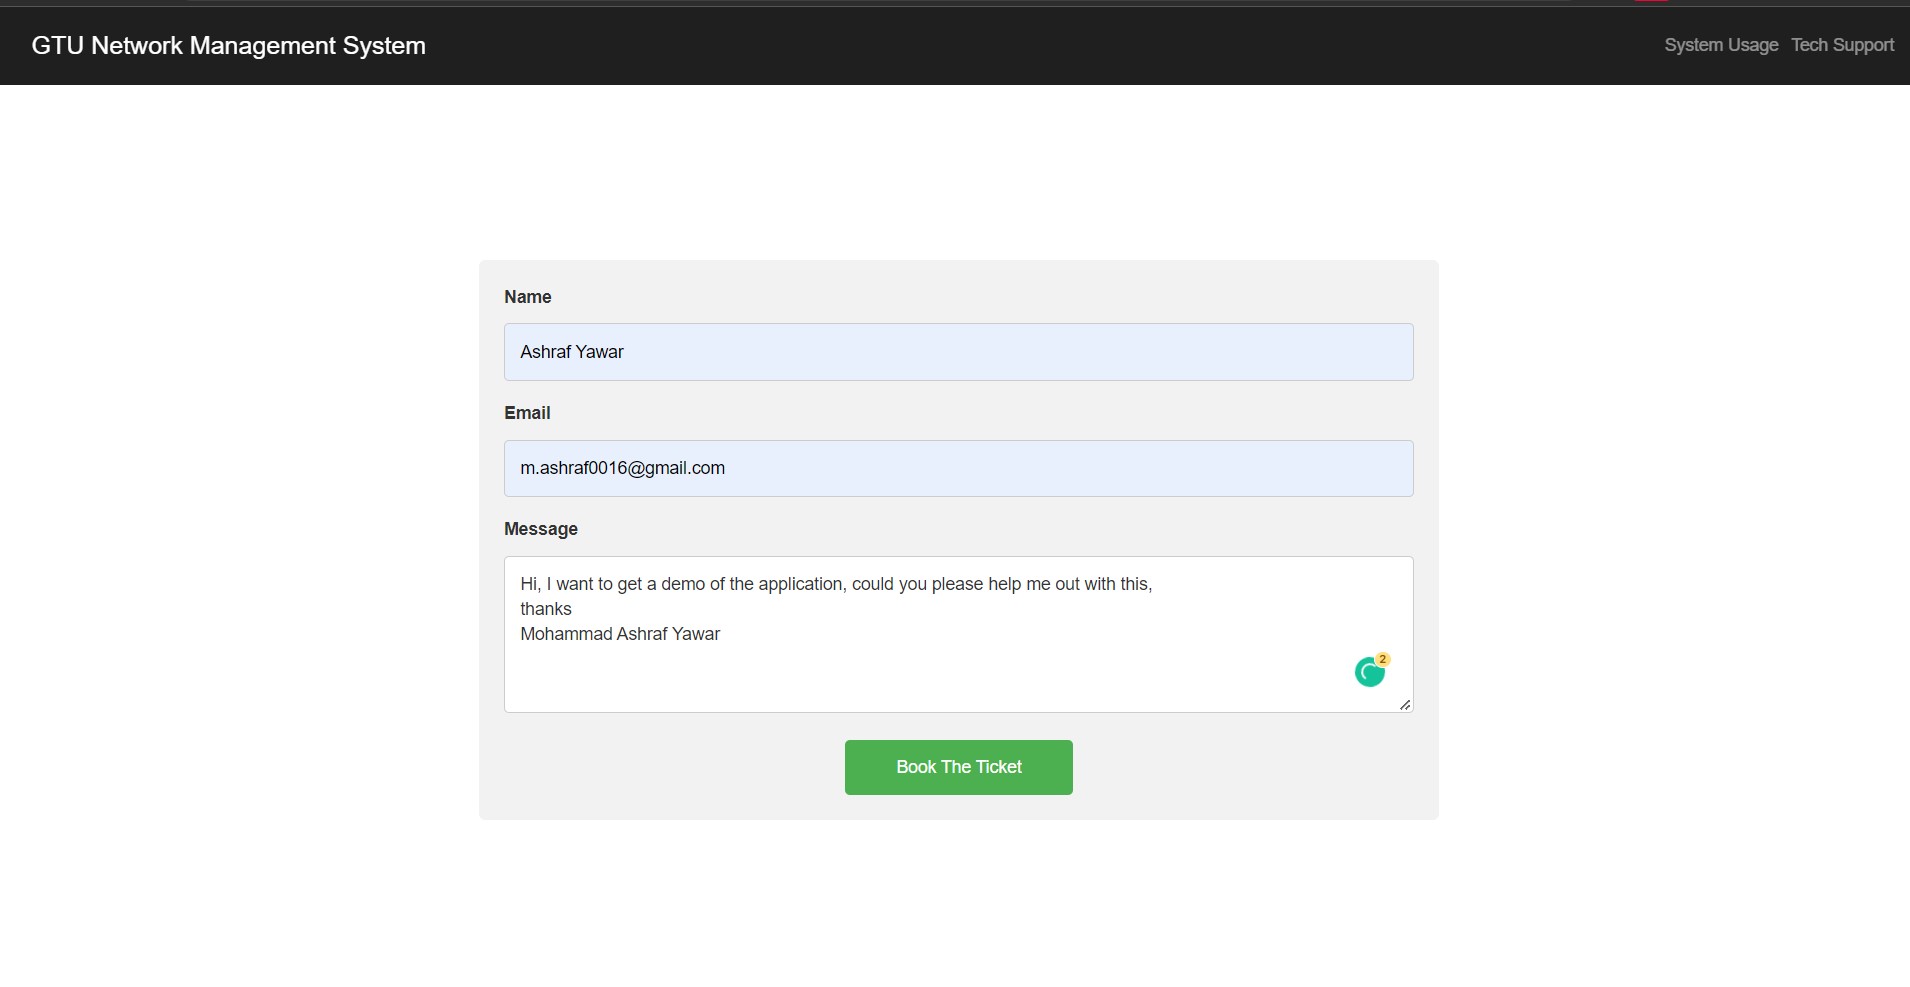 GTU Network Management System
System Usage Tech Support
Name
Ashraf Yawar
Email
m.ashraf0016@gmail.com
Message
Hi, I want to get a demo of the application, could you please help me out with this,
thanks
Mohammad Ashraf Yawar
2
Book The Ticket